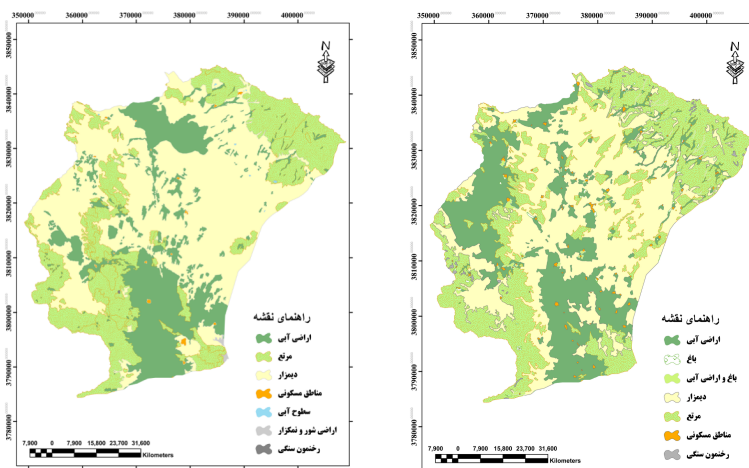 350000 360000 370000 380000 390000 400000
3850000
3840000
3830000
3820000
3810000
3800000
3790000
3780000
N
راهنمای نقشه
اراضی آبی
مرتع
دیمزار
مناطق مسکونی
سطوح آبی
اراضی شور و نمکزار
رخنمون سنگی
7,900 0 7,900 15,800 23,700 31,600
Kilometers
350000 360000 370000 380000 390000 400000
3850000
3840000
3830000
3820000
3810000
3800000
3790000
3780000
N
راهنمای نقشه
اراضی آبی
باغ
باغ و اراضی آبی
دیمزار
مرتع
مناطق مسکونی
رخنمون سنگی
7,900 0 7,900 15,800 23,700 31,600
Kilometers